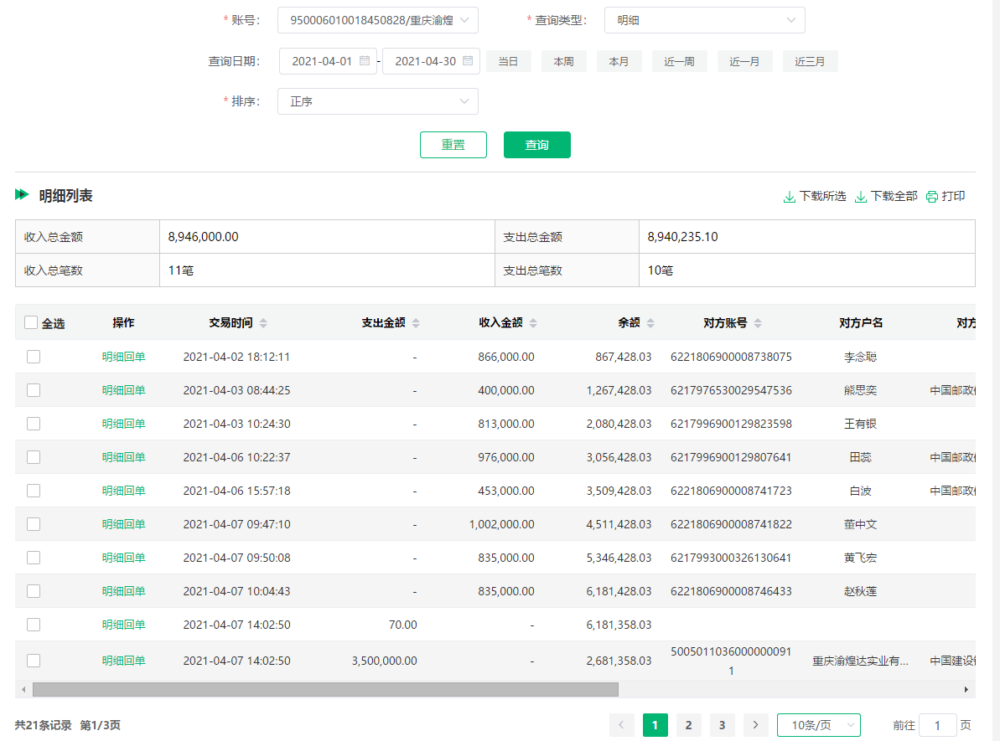 * 账号： 950006010018450828/重庆渝煌 * 查询类型： 明细
查询日期： 2021-04-01 - 2021-04-30 当日 本周 本月 近一周 近一月 近三月
* 排序： 正序
重置 查询
明细列表 下载所选 下载全部 打印
收入总金额 8,946,000.00 支出总金额 8,940,235.10
收入总笔数 11笔 支出总笔数 10笔
全选 操作 交易时间 支出金额 收入金额 余额 对方账号 对方户名 对方
明细回单 2021-04-02 18:12:11 - 866,000.00 867,428.03 6221806900008738075 李念聪
明细回单 2021-04-03 08:44:25 - 400,000.00 1,267,428.03 6217976530029547536 熊思奕 中国邮政
明细回单 2021-04-03 10:24:30 - 813,000.00 2,080,428.03 6217996900129823598 王有银
明细回单 2021-04-06 10:22:37 - 976,000.00 3,056,428.03 6217996900129807641 田蕊 中国邮政
明细回单 2021-04-06 15:57:18 - 453,000.00 3,509,428.03 6221806900008741723 白波 中国邮政
明细回单 2021-04-07 09:47:10 - 1,002,000.00 4,511,428.03 6221806900008741822 董中文
明细回单 2021-04-07 09:50:08 - 835,000.00 5,346,428.03 6217993000326130641 黄飞宏
明细回单 2021-04-07 10:04:43 - 835,000.00 6,181,428.03 6221806900008746433 赵秋莲
明细回单 2021-04-07 14:02:50 70.00 - 6,181,358.03
明细回单 2021-04-07 14:02:50 3,500,000.00 - 2,681,358.03 5005011036000000091 重庆渝煌达实业有... 中国建设
1
共21条记录 第1/3页 < 1 2 3 > 10条/页 前往 1 页